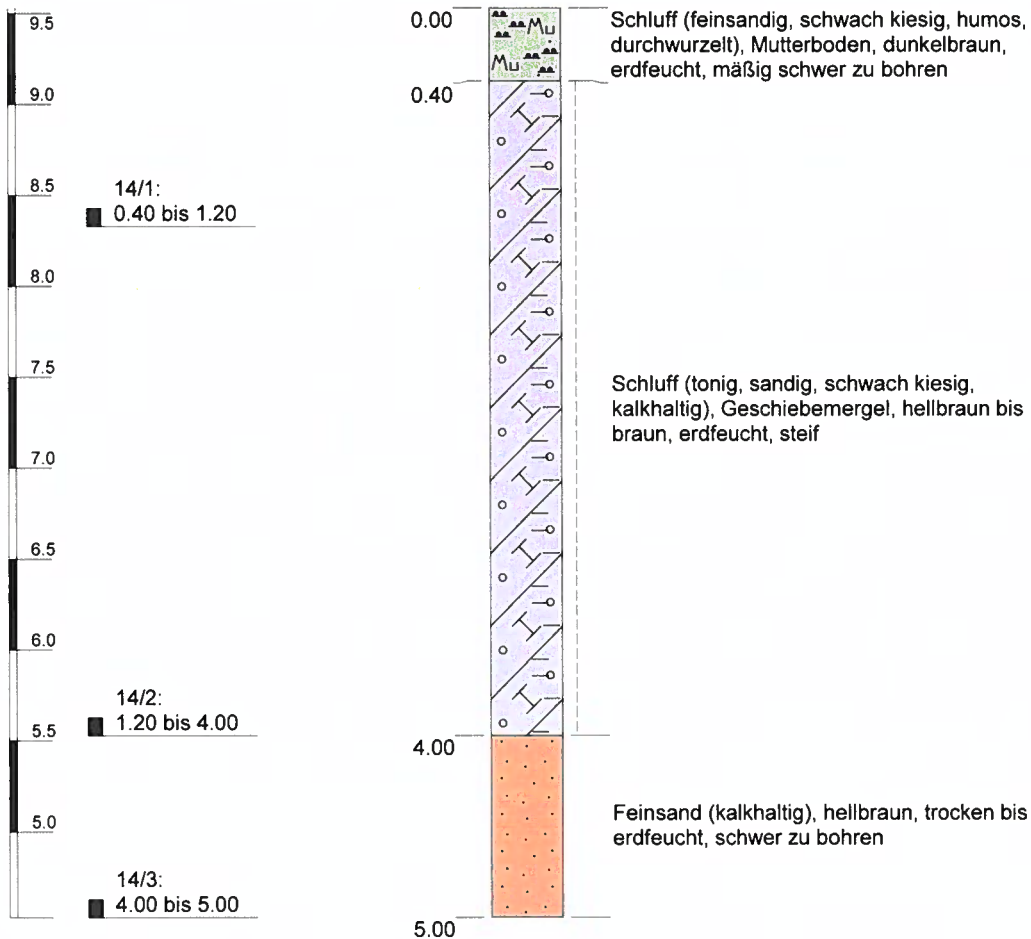 9.5
9.0
8.5
8.0
7.5
7.0
6.5
6.0
5.5
5.0
14/1:
0.40 bis 1.20
14/2:
1.20 bis 4.00
14/3:
4.00 bis 5.00
0.00
0.40
4.00
5.00
Mu
Mu
Schluff (feinsandig, schwach kiesig, humos,
durchwurzelt), Mutterboden, dunkelbraun,
erdfeucht, mäßig schwer zu bohren
Schluff (tonig, sandig, schwach kiesig,
kalkhaltig), Geschiebemergel, hellbraun bis
braun, erdfeucht, steif
Feinsand (kalkhaltig), hellbraun, trocken bis
erdfeucht, schwer zu bohren